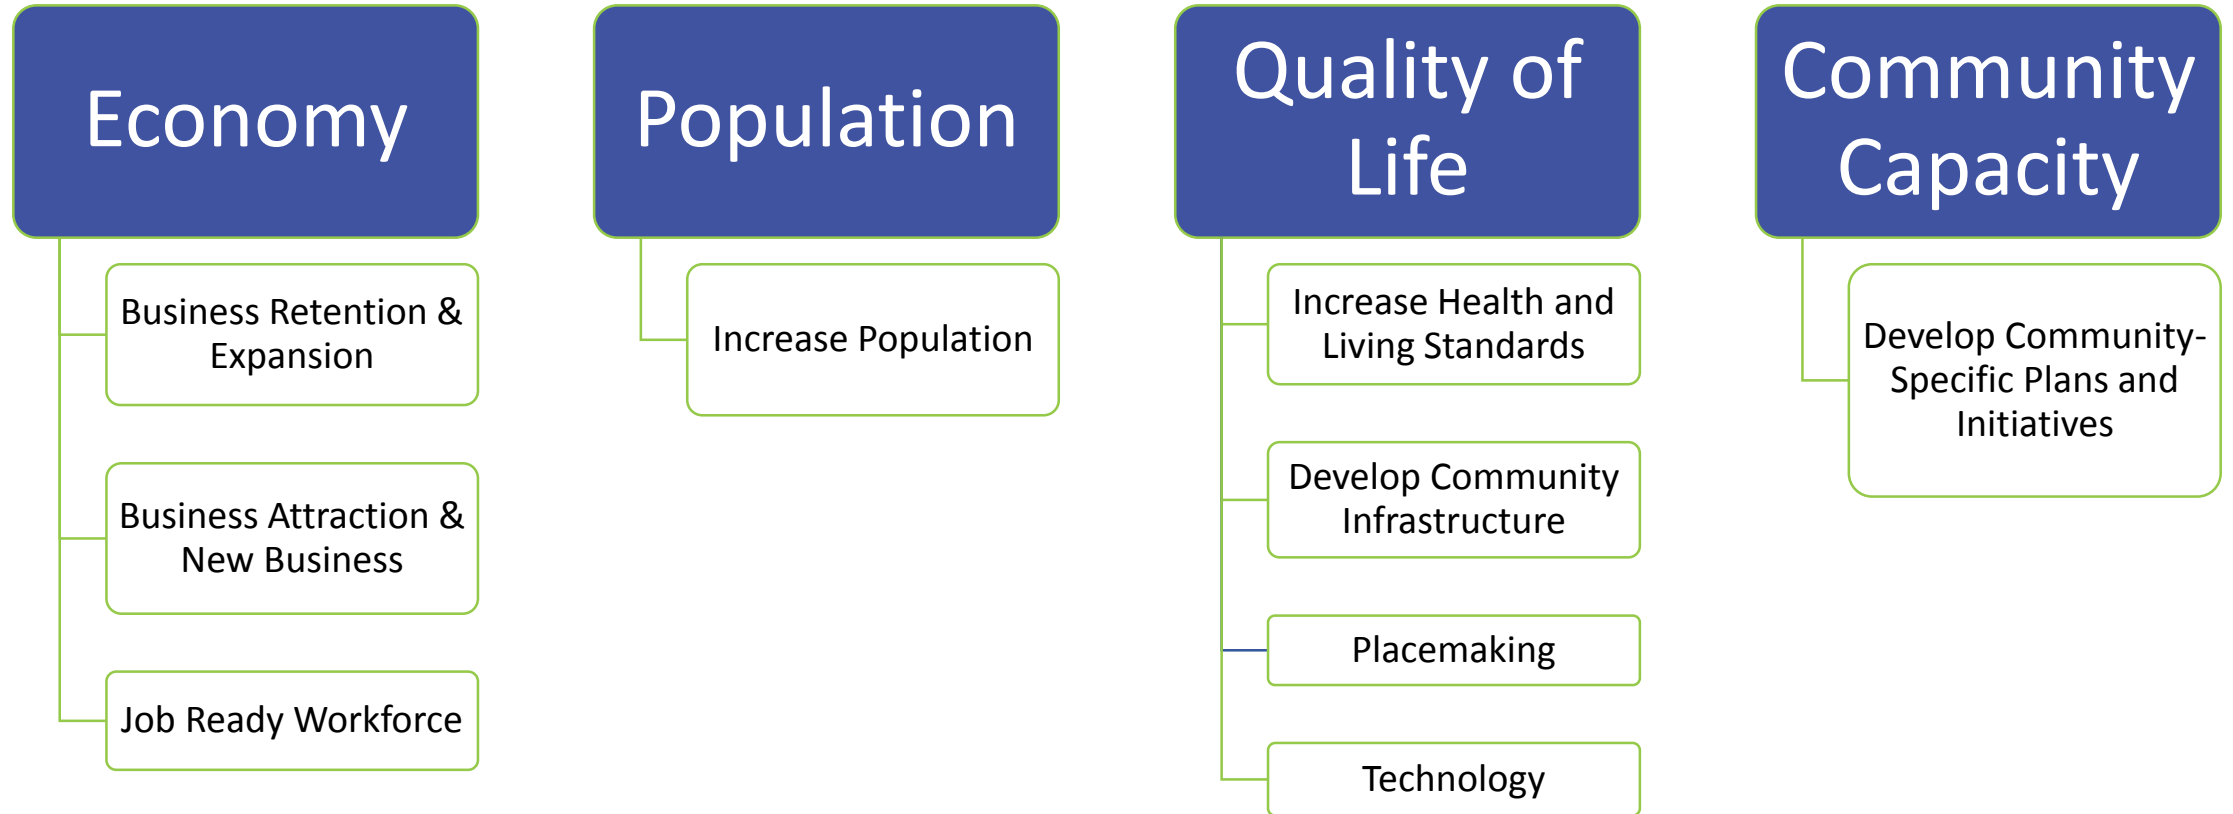 Economy
Business Retention &
Expansion
Business Attraction &
New Business
Job Ready Workforce
Population
Increase Population
Quality of
Life
Increase Health and
Living Standards
Develop Community
Infrastructure
Placemaking
Technology
Community
Capacity
Develop Community-
Specific Plans and
Initiatives